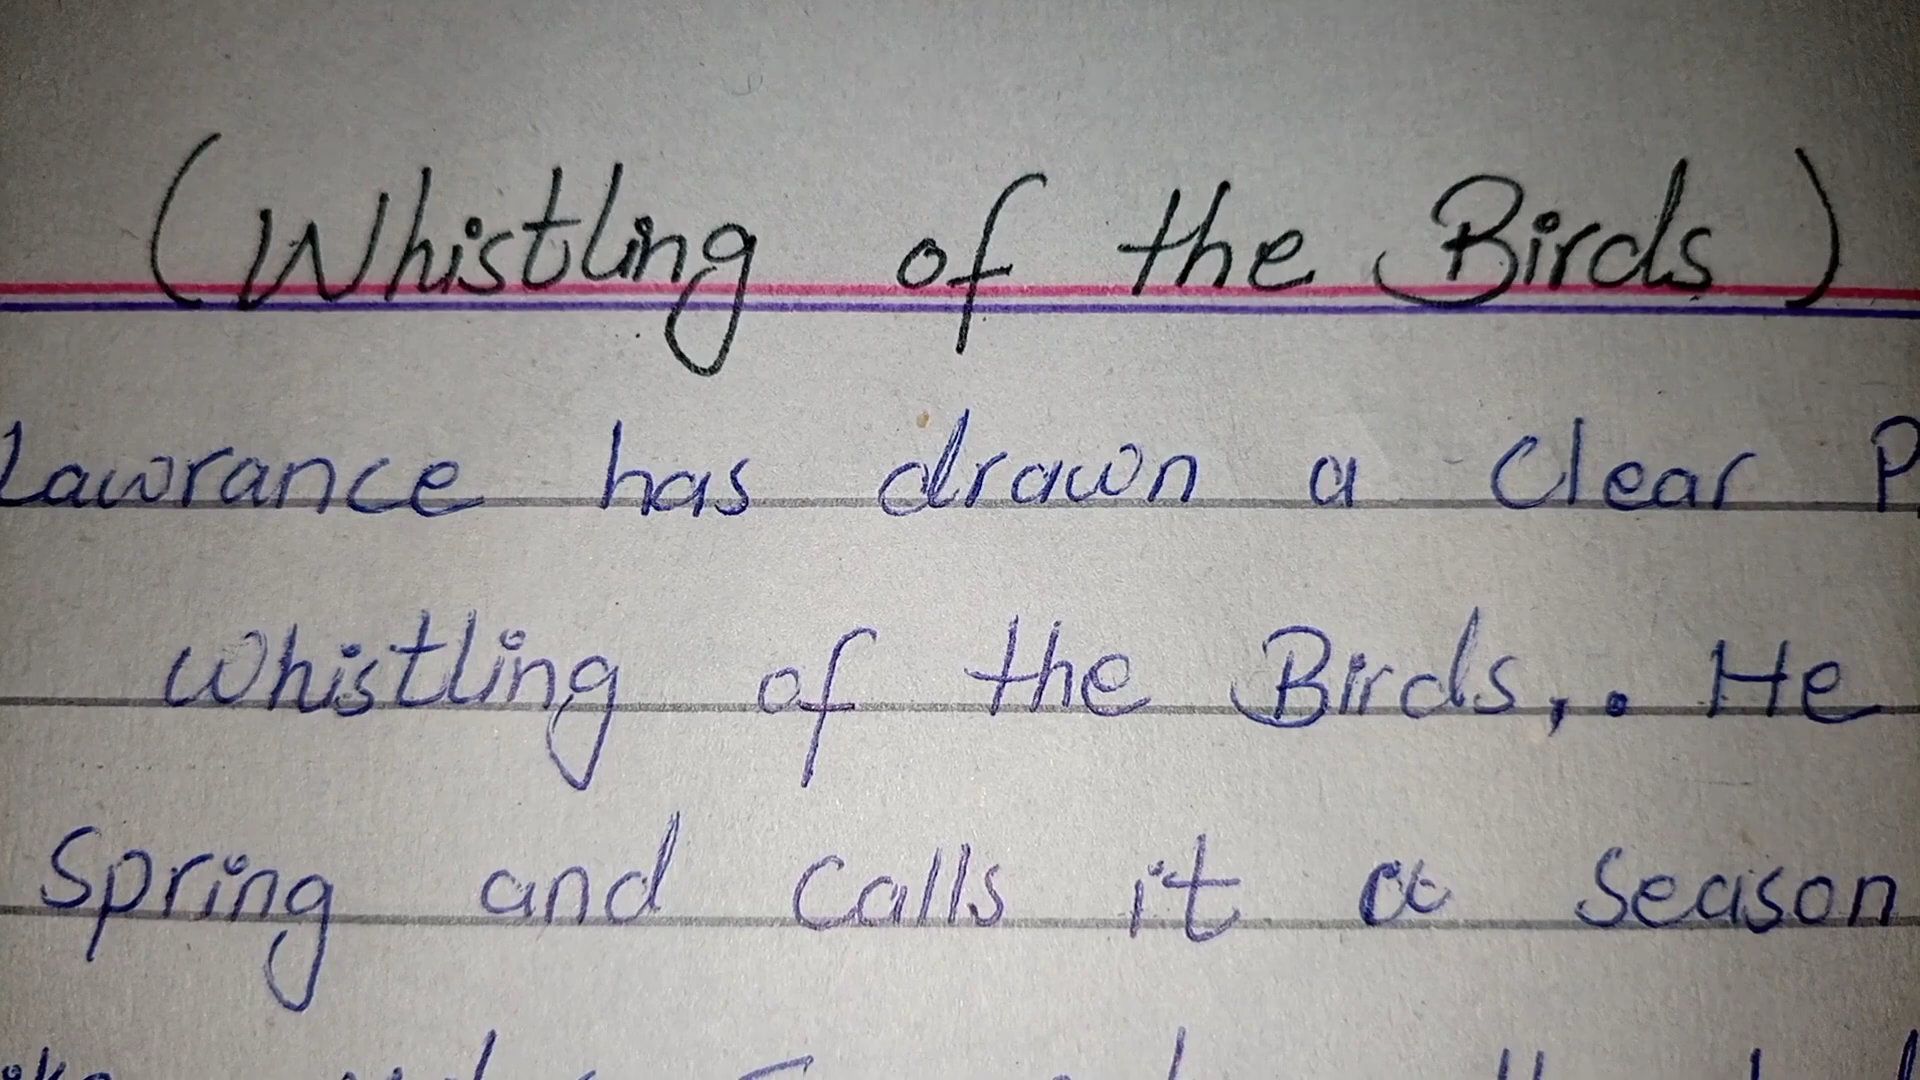 (Whistling of the Birds)
Lawrance has drawn a clear P
whistling of the Birds,. He
Spring and calls it a season